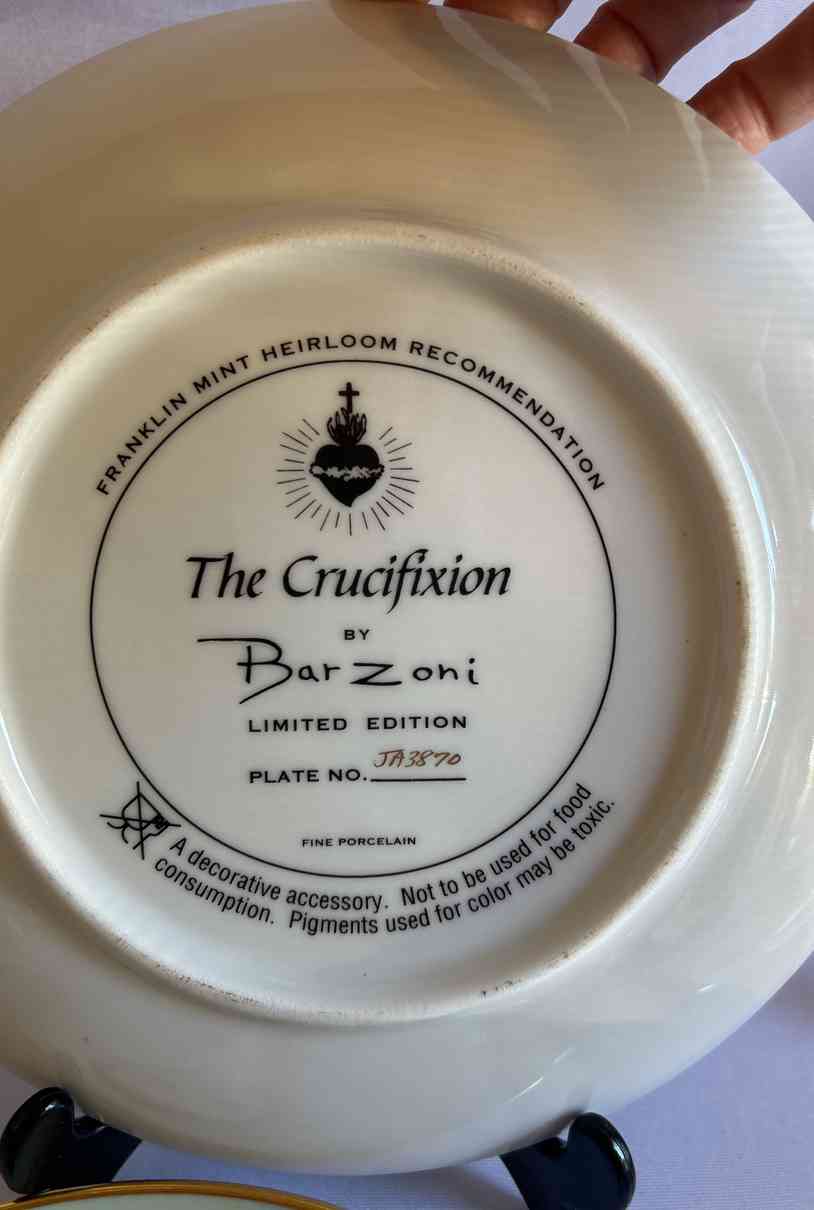 FRANKLIN MINT HEIRLOOM RECOMMENDATION
The Crucifixion
BY
Barzoni
LIMITED EDITION
PLATE NO. JA3870
FINE PORCELAIN
A decorative accessory. Not to be used for food
consumption. Pigments used for color may be toxic.